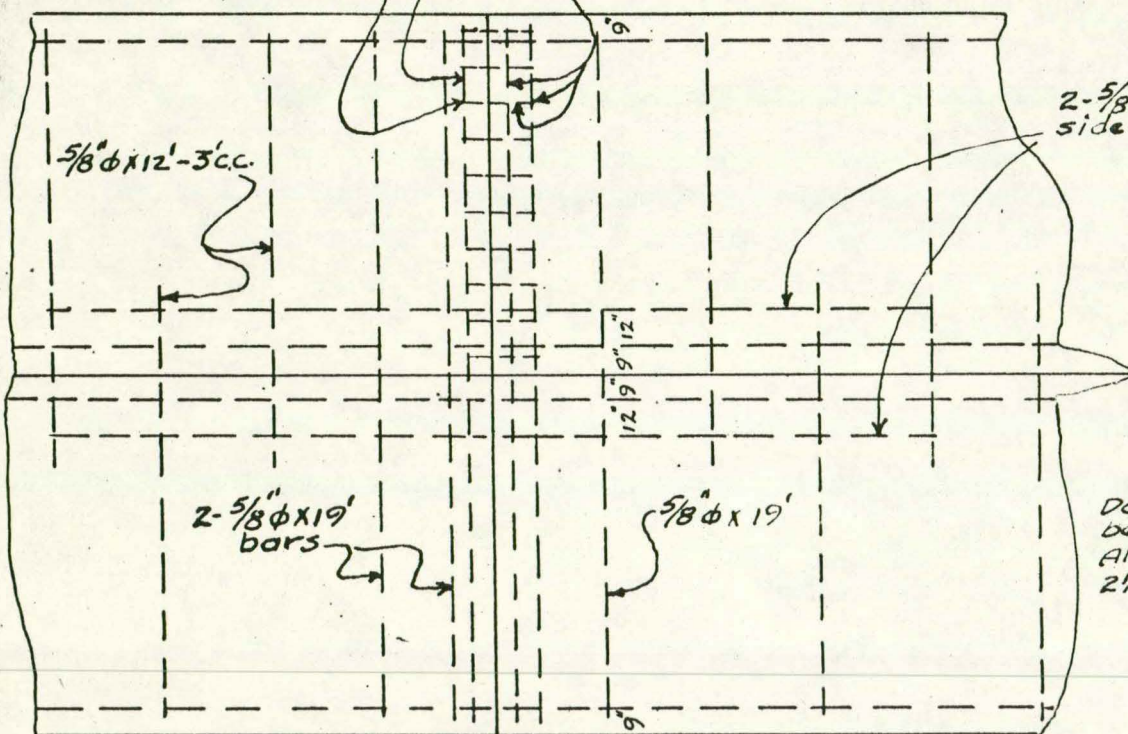 9"
2-5/8
side
5/8"φx12'-3'c.c.
12" 9" 9" 12"
2-5/8"φx19'
bars
5/8"φx19'
9"